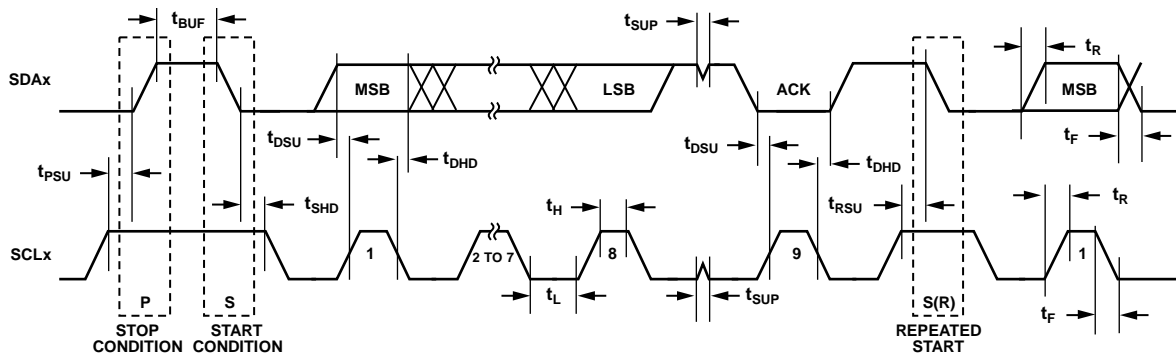 tBUF
tSUP
tR
SDAx
MSB
LSB
ACK
MSB
tDSU
tDHD
tDSU
tDHD
tF
tPSU
tSHD
tH
tRSU
tR
SCLx
1
2 TO 7
8
9
1
P
S
tL
tSUP
S(R)
tF
STOP
CONDITION
START
CONDITION
REPEATED
START